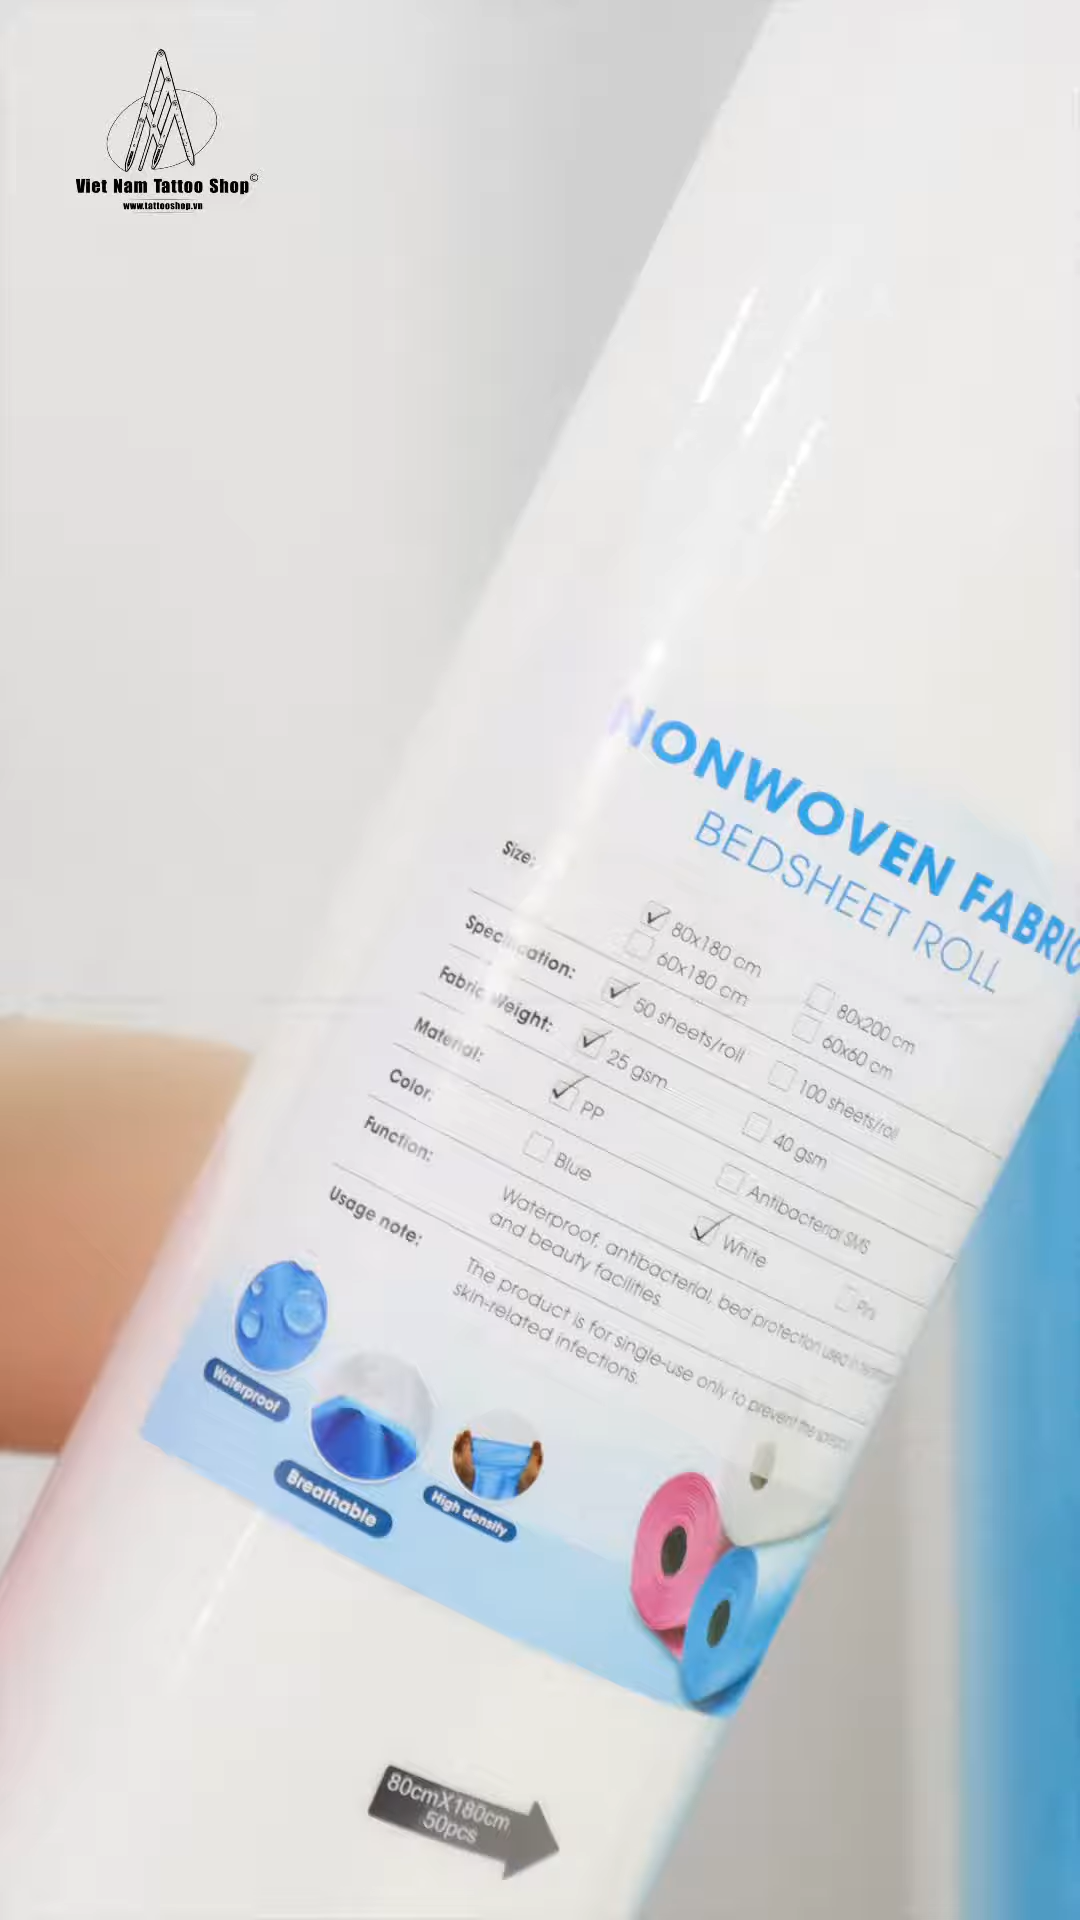 Viet Nam Tattoo Shop©
www.tattooshop.vn
NONWOVEN FABRIC
BEDSHEET ROLL
Size:
80x180 cm
80x200 cm
60x180 cm
60x60 cm
Specification:
50 sheets/roll
100 sheets/roll
Fabric Weight:
25 gsm
40 gsm
Material:
PP
Antibacterial SMS
Color:
Blue
White
Pink
Function:
Waterproof, antibacterial, bed protection used in
and beauty facilities.
Usage note:
The product is for single-use only to prevent the
skin-related infections.
Waterproof
Breathable
High density
80cmX180cm
50pcs